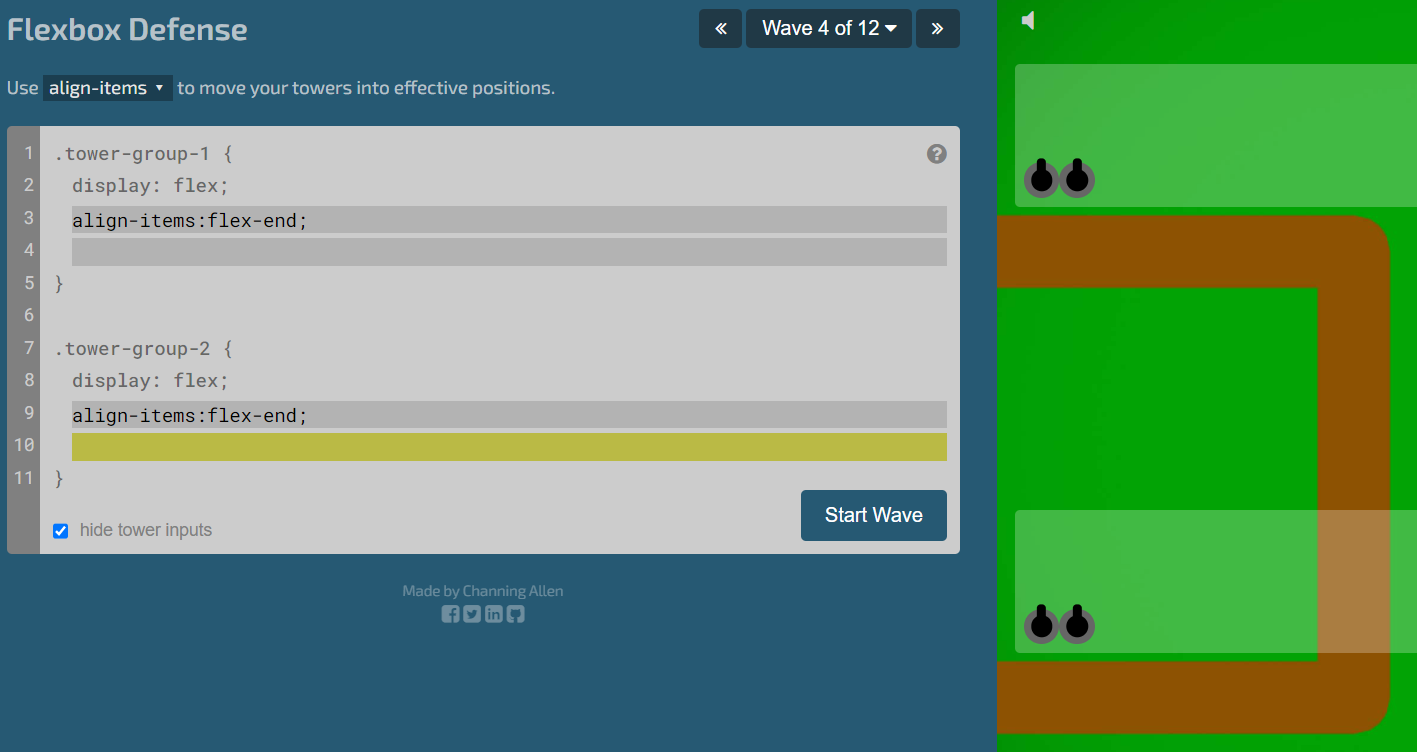 Flexbox Defense
« Wave 4 of 12 »
Use align-items to move your towers into effective positions.
1 .tower-group-1 {
2 display: flex;
3 align-items:flex-end;
4
5 }
6
7 .tower-group-2 {
8 display: flex;
9 align-items:flex-end;
10
11 }
?
hide tower inputs
Start Wave
Made by Channing Allen